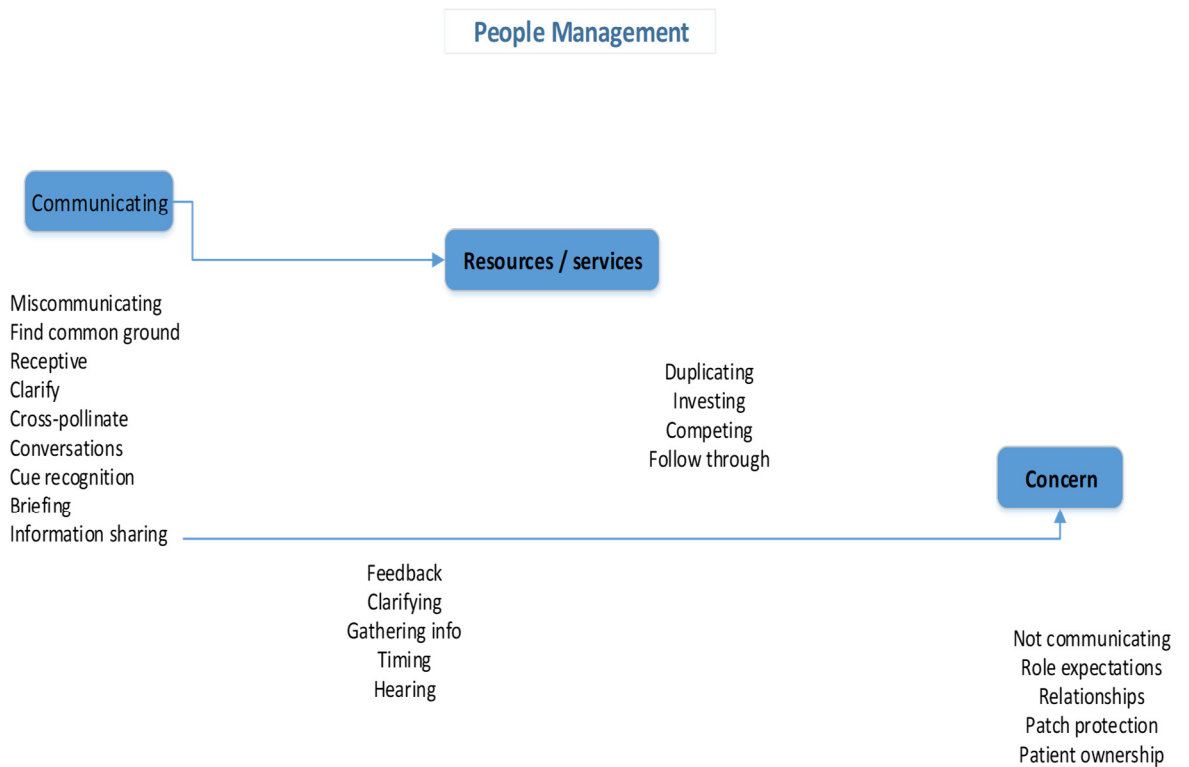 People Management
Communicating
Resources / services
Miscommunicating
Find common ground
Receptive
Clarify
Cross-pollinate
Conversations
Cue recognition
Briefing
Information sharing
Duplicating
Investing
Competing
Follow through
Concern
Feedback
Clarifying
Gathering info
Timing
Hearing
Not communicating
Role expectations
Relationships
Patch protection
Patient ownership